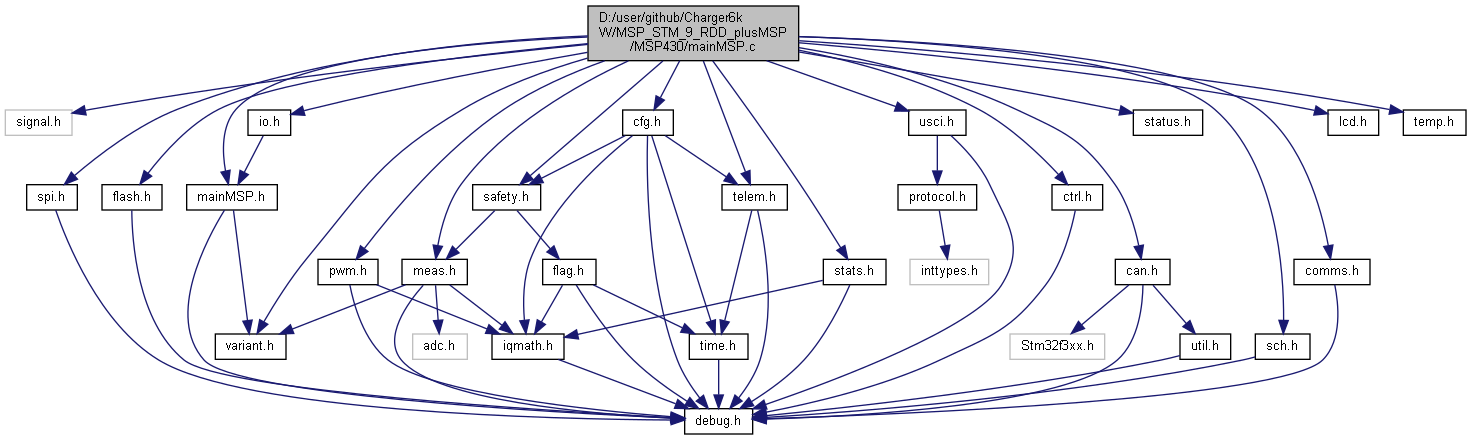 D:/user/github/Charger6k
W/MSP_STM_9_RDD_plusMSP
/MSP430/mainMSP.c
signal.h
io.h
cfg.h
usci.h
status.h
lcd.h
temp.h
spi.h
flash.h
mainMSP.h
safety.h
telem.h
protocol.h
ctrl.h
pwm.h
meas.h
flag.h
stats.h
inttypes.h
can.h
comms.h
variant.h
adc.h
iqmath.h
time.h
Stm32f3xx.h
util.h
sch.h
debug.h